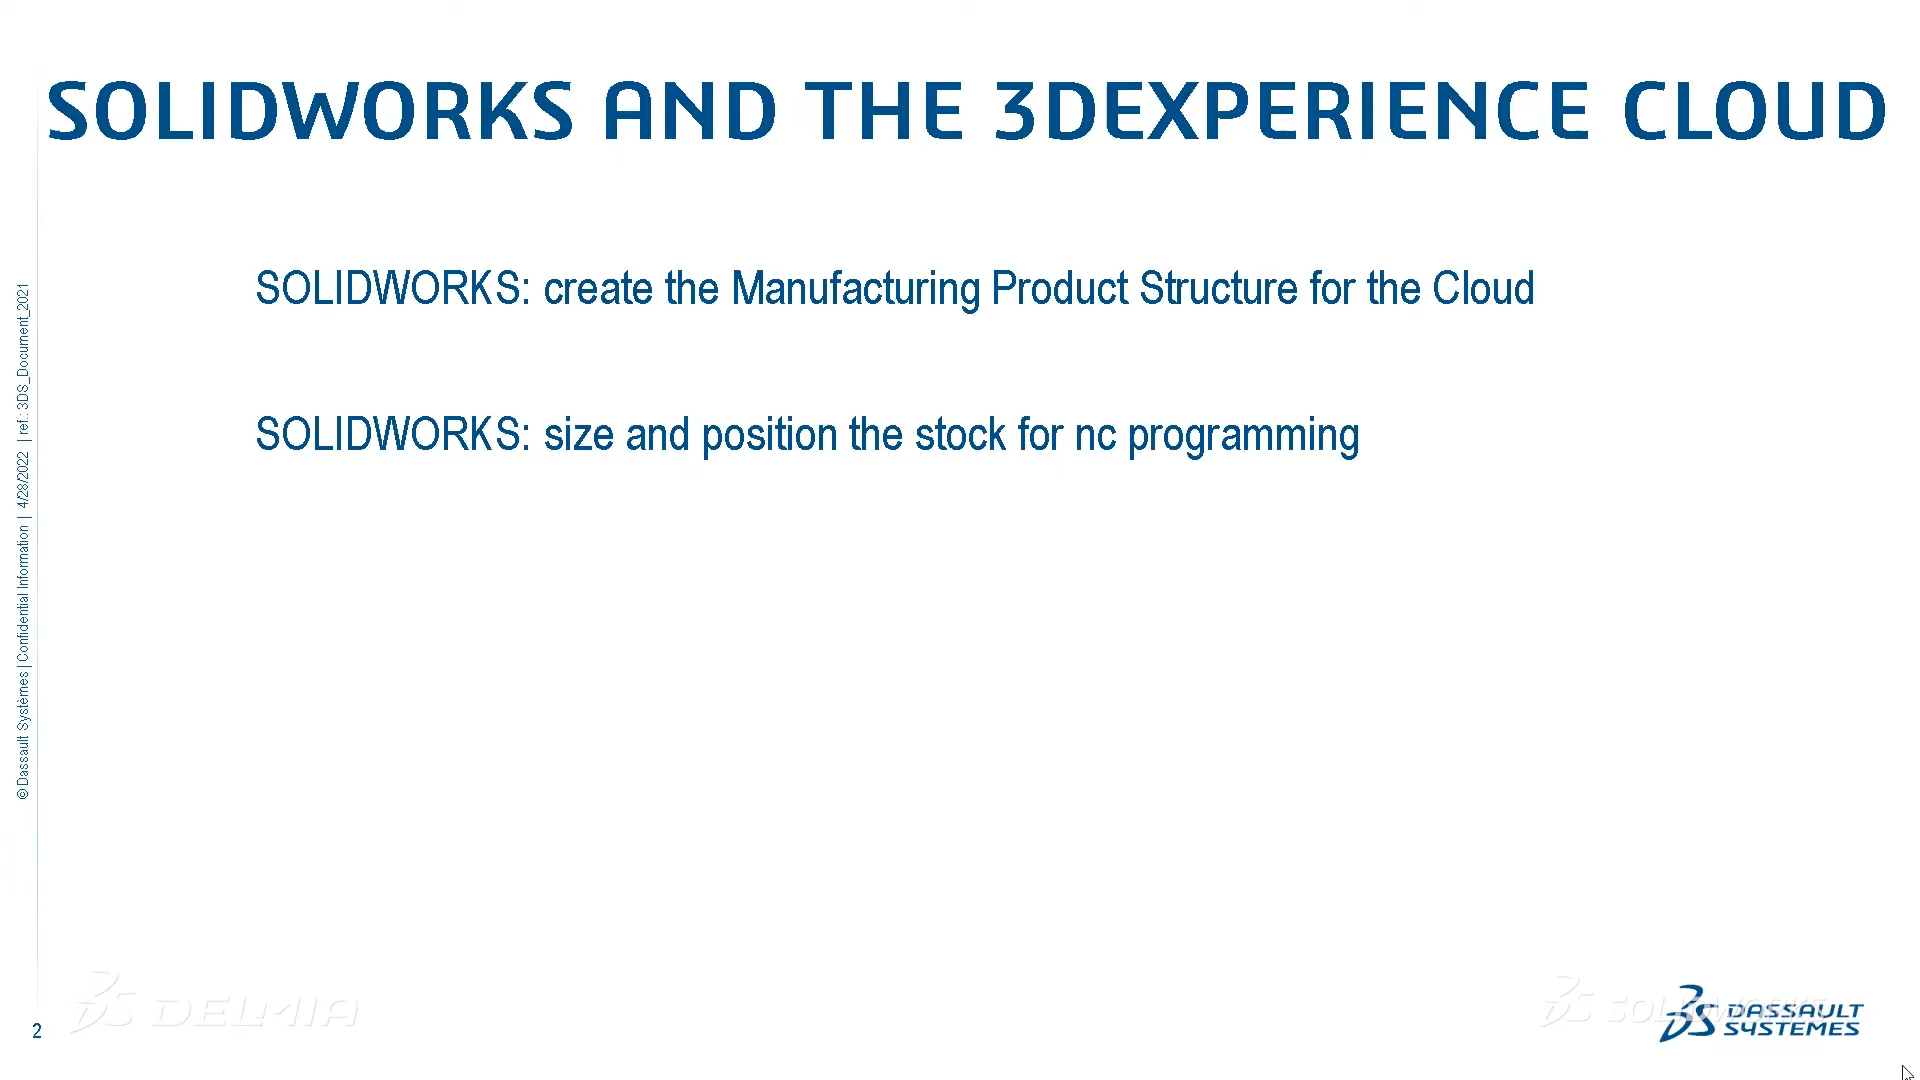 SOLIDWORKS AND THE 3DEXPERIENCE CLOUD
SOLIDWORKS: create the Manufacturing Product Structure for the Cloud
SOLIDWORKS: size and position the stock for nc programming
© Dassault Systèmes | Confidential Information | 4/28/2022 | ref.: 3DS_Document_2021
2
DELMIA
SOLIDWORKS
DASSAULT
SYSTEMES